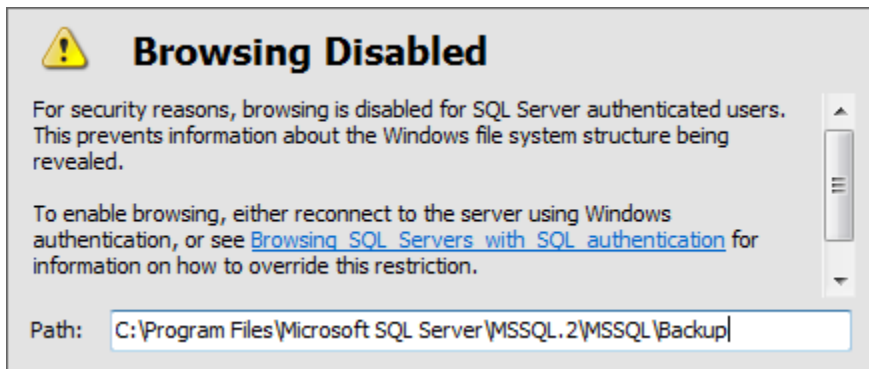 Browsing Disabled
For security reasons, browsing is disabled for SQL Server authenticated users.
This prevents information about the Windows file system structure being
revealed.
To enable browsing, either reconnect to the server using Windows
authentication, or see Browsing SQL Servers with SQL authentication for
information on how to override this restriction.
Path: C:\Program Files\Microsoft SQL Server\MSSQL.2\MSSQL\Backup